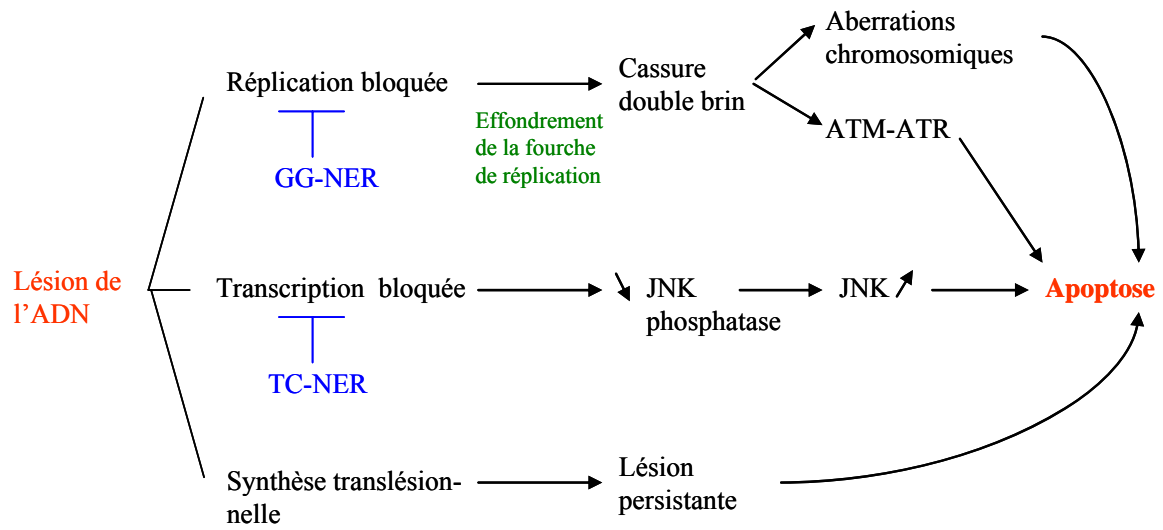 Aberrations
chromosomiques
Réplication bloquée
Cassure
double brin
Effondrement
de la fourche
de réplication
ATM-ATR
GG-NER
Lésion de
l'ADN
Transcription bloquée
JNK
phosphatase
JNK
Apoptose
TC-NER
Synthèse translésion-
nelle
Lésion
persistante